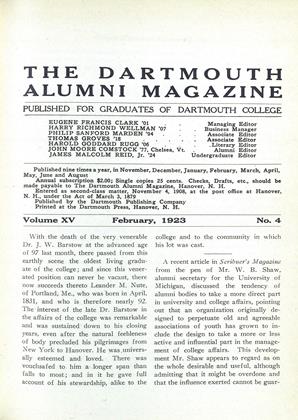 THE DARTMOUTH
ALUMNI MAGAZINE
PUBLISHED FOR GRADUATES OF DARTMOUTH COLLEGE
EUGENE FRANCIS CLARK '01 . . . Managing Editor
HARRY RICHMOND WELLMAN '07 . . . Business Manager
PHILIP SANFORD MARDEN '94 . . . Associate Editor
THOMAS GROVES '18 . . . Associate Editor
HAROLD GODDARD RUGG '06 . . . Literary Editor
JOHN MOORE COMSTOCK '77, Chelsea, Vt. . Alumni Editor
JAMES MALCOLM REID, Jr. '24 . . Undergraduate Editor
Published nine times a year, in November, December, January, February, March, April,
May, June and August
Annual subscription $2.00; Single copies 25 cents. Checks, Drafts, etc., should be
made payable to The Dartmouth Alumni Magazine, Hanover, N. H.
Entered as second-class matter, November 4, 1908, at the post office at Hanover,
N. H., under the Act of March 3, 1879
Published by the Dartmouth Publishing Company
Printed at the Dartmouth Press, Hanover, N. H.
Volume XV February, 1923 No. 4
With the death of the very venerable
Dr. J. W. Barstow at the advanced age
of 97 last month, there passed from this
earthly scene the oldest living gradu-
ate of the college; and since this vener-
ated position can never be vacant, there
now succeeds thereto Leander M. Nute,
of Portland, Me., who was born in April,
1831, and who is therefore nearly 92.
The interest of the late Dr. Barstow in
the affairs of the college was remarkable
and was sustained down to his closing
years, even after the natural feebleness
of body precluded his pilgrimages from
New York to Hanover. He was univers-
ally esteemed and loved. There was
vouchsafed to him a longer span than
falls to most; and in it he gave full
account of his stewardship, alike to the
college and to the community in which
his lot was cast.
A recent article in Scribner's Magazine
from the pen of Mr. W. B. Shaw,
alumni secretary for the University of
Michigan, discussed the tendency of
alumni bodies to take a more direct part
in university and college affairs, pointing
out that an organization originally de-
signed to perpetuate old and agreeable
associations of youth has grown to in-
clude the design to take a more or less
active and influential part in the manage-
ment of college affairs. This develop-
ment Mr. Shaw appears to regard as on
the whole desirable and useful, although
admitting that it might be overdone and
that the influence exerted cannot be guar-